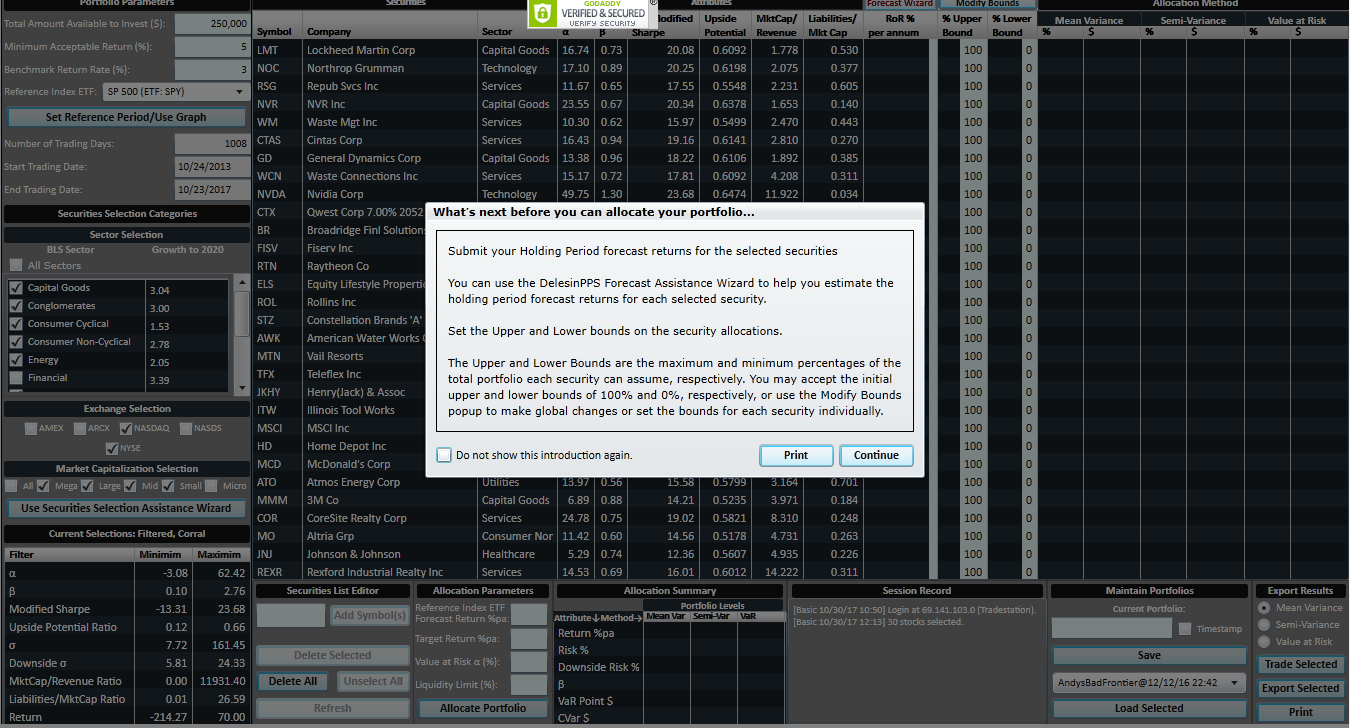 Portfolio Parameters
Total Amount Available to Invest ($): 250,000
Minimum Acceptable Return (%): 5
Benchmark Return Rate (%): 3
Reference Index ETF: SP 500 (ETF: SPY)
Set Reference Period/Use Graph
Number of Trading Days: 1008
Start Trading Date: 10/24/2013
End Trading Date: 10/23/2017
Securities Selection Categories
Sector Selection
BLS Sector Growth to 2020
All Sectors
Capital Goods 3.04
Conglomerates 3.00
Consumer Cyclical 1.53
Consumer Non-Cyclical 2.78
Energy 2.05
Financial 3.39
Exchange Selection
AMEX ARCX NASDAQ NASDS
NYSE
Market Capitalization Selection
All Mega Large Mid Small Micro
Use Securities Selection Assistance Wizard
Current Selections: Filtered, Corral
Filter Minimim Maximim
α -3.08 62.42
β 0.10 2.76
Modified Sharpe -13.31 23.68
Upside Potential Ratio 0.12 0.66
σ 7.72 161.45
Downside σ 5.81 24.33
MktCap/Revenue Ratio 0.00 11931.40
Liabilities/MktCap Ratio 0.01 26.59
Return -214.27 70.00
Securities Attributes Forecast Wizard Modify Bounds Allocation Method
GODADDY
VERIFIED & SECURED
VERIFY SECURITY
®
Modified Upside MktCap/ Liabilities/ RoR % % Upper % Lower Mean Variance Semi-Variance Value at Risk
Symbol Company Sector α β Sharpe Potential Revenue Mkt Cap per annum Bound Bound % $ % $ % $
LMT Lockheed Martin Corp Capital Goods 16.74 0.73 20.08 0.6092 1.778 0.530 100 0
NOC Northrop Grumman Technology 17.10 0.89 20.25 0.6198 2.075 0.377 100 0
RSG Repub Svcs Inc Services 11.67 0.65 17.55 0.5548 2.231 0.605 100 0
NVR NVR Inc Capital Goods 23.55 0.67 20.34 0.6378 1.653 0.140 100 0
WM Waste Mgt Inc Services 10.30 0.62 15.97 0.5499 2.470 0.443 100 0
CTAS Cintas Corp Services 16.43 0.94 19.16 0.6141 2.810 0.270 100 0
GD General Dynamics Corp Capital Goods 13.38 0.96 18.22 0.6106 1.892 0.385 100 0
WCN Waste Connections Inc Services 15.17 0.72 17.81 0.6092 4.208 0.311 100 0
NVDA Nvidia Corp Technology 49.75 1.30 23.68 0.6474 11.922 0.034 100 0
CTX Qwest Corp 7.00% 2052 100 0
BR Broadridge Finl Solution 100 0
FISV Fiserv Inc 100 0
RTN Raytheon Co 100 0
ELS Equity Lifestyle Properti 100 0
ROL Rollins Inc 100 0
STZ Constellation Brands 'A' 100 0
AWK American Water Works 100 0
MTN Vail Resorts 100 0
TFX Teleflex Inc 100 0
JKHY Henry(Jack) & Assoc 100 0
ITW Illinois Tool Works 100 0
MSCI MSCI Inc 100 0
HD Home Depot Inc 100 0
MCD McDonald's Corp 100 0
ATO Atmos Energy Corp Utilities 13.97 0.56 15.58 0.5799 3.164 0.701 100 0
MMM 3M Co Capital Goods 6.89 0.88 14.21 0.5235 3.971 0.184 100 0
COR CoreSite Realty Corp Services 24.78 0.75 19.02 0.5821 8.310 0.248 100 0
MO Altria Grp Consumer Nor 11.42 0.60 14.56 0.5178 4.731 0.263 100 0
JNJ Johnson & Johnson Healthcare 5.29 0.74 12.36 0.5607 4.935 0.226 100 0
REXR Rexford Industrial Realty Inc Services 14.53 0.69 16.01 0.6012 14.222 0.311 100 0
What's next before you can allocate your portfolio...
Submit your Holding Period forecast returns for the selected securities
You can use the DelesinPPS Forecast Assistance Wizard to help you estimate the
holding period forecast returns for each selected security.
Set the Upper and Lower bounds on the security allocations.
The Upper and Lower Bounds are the maximum and minimum percentages of the
total portfolio each security can assume, respectively. You may accept the initial
upper and lower bounds of 100% and 0%, respectively, or use the Modify Bounds
popup to make global changes or set the bounds for each security individually.
Do not show this introduction again. Print Continue
Securities List Editor
Add Symbol(s)
Delete Selected
Delete All Unselect All
Refresh
Allocation Parameters
Reference Index ETF
Forecast Return %pa:
Target Return %pa:
Value at Risk α (%):
Liquidity Limit (%):
Allocate Portfolio
Allocation Summary
Portfolio Levels
Attribute↓Method→ Mean Var Semi-Var VaR
Return %pa
Risk %
Downside Risk %
β
VaR Point $
CVar $
Session Record
[Basic 10/30/17 10:50] Login at 69.141.103.0 (Tradestation).
[Basic 10/30/17 12:13] 30 stocks selected.
Maintain Portfolios
Current Portfolio:
Timestamp
Save
AndysBadFrontier@12/12/16 22:42
Load Selected
Export Results
Mean Variance
Semi-Variance
Value at Risk
Trade Selected
Export Selected
Print